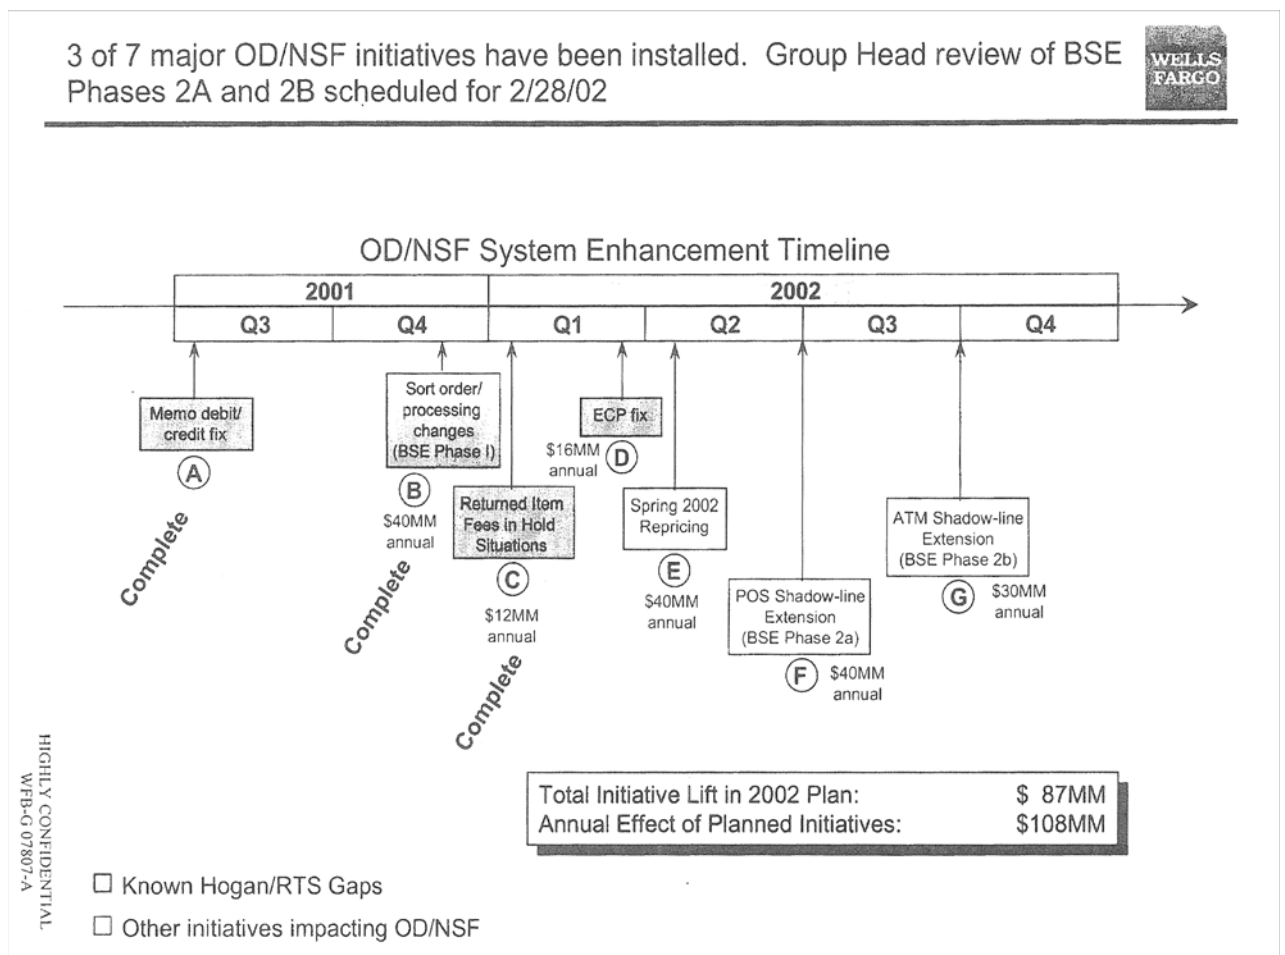 3 of 7 major OD/NSF initiatives have been installed. Group Head review of BSE
Phases 2A and 2B scheduled for 2/28/02
WELLS
FARGO
OD/NSF System Enhancement Timeline
2001
2002
Q3
Q4
Q1
Q2
Q3
Q4
Memo debit/
credit fix
A
Complete
Sort order/
processing
changes
(BSE Phase I)
B
$40MM
annual
Complete
Returned Item
Fees in Hold
Situations
C
$12MM
annual
Complete
ECP fix
$16MM
annual
D
Spring 2002
Repricing
E
$40MM
annual
POS Shadow-line
Extension
(BSE Phase 2a)
F
$40MM
annual
ATM Shadow-line
Extension
(BSE Phase 2b)
G
$30MM
annual
Total Initiative Lift in 2002 Plan: $ 87MM
Annual Effect of Planned Initiatives: $108MM
Known Hogan/RTS Gaps
Other initiatives impacting OD/NSF
HIGHLY CONFIDENTIAL
WFB-G 07807-A